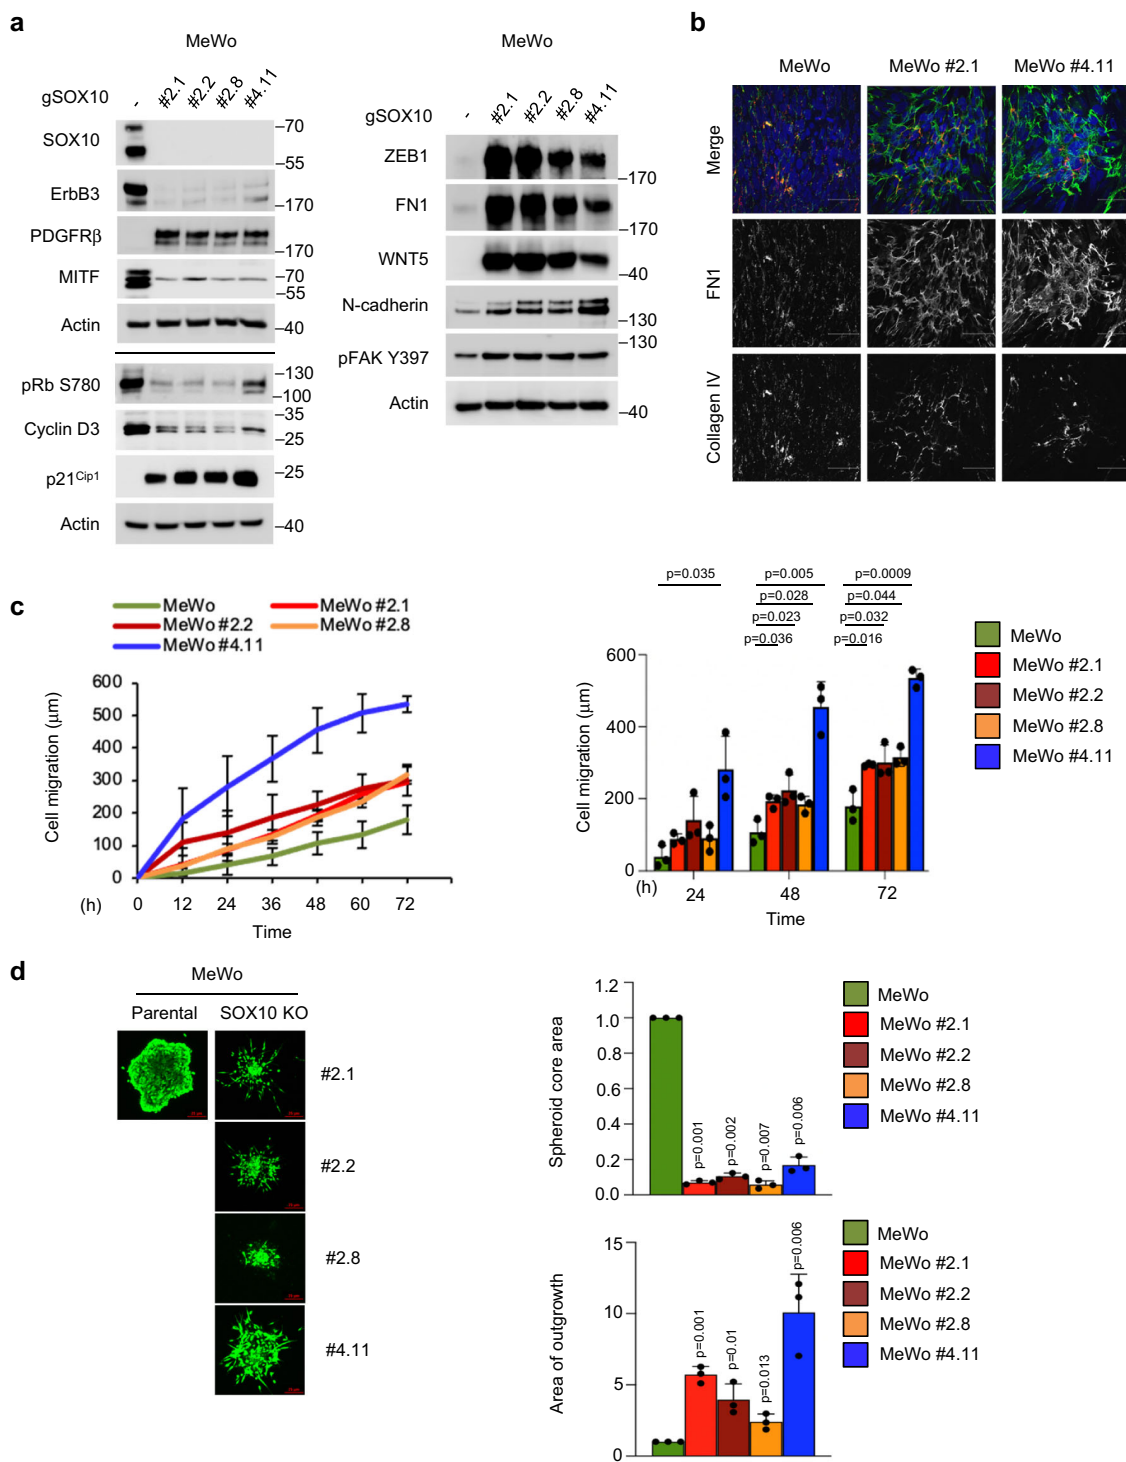 a
MeWo
gSOX10
-
#2.1
#2.2
#2.8
#4.11
SOX10
–70
–55
ErbB3
–170
PDGFRβ
–170
MITF
–70
–55
Actin
–40
pRb S780
–130
–100
Cyclin D3
–35
–25
p21Cip1
–25
Actin
–40
MeWo
gSOX10
-
#2.1
#2.2
#2.8
#4.11
ZEB1
–170
FN1
–170
WNT5
–40
N-cadherin
–130
pFAK Y397
–130
Actin
–40
b
MeWo
MeWo #2.1
MeWo #4.11
Merge
FN1
Collagen IV
c
MeWo
MeWo #2.1
MeWo #2.2
MeWo #2.8
MeWo #4.11
Cell migration (µm)
600
500
400
300
200
100
0
(h)
0
12
24
36
48
60
72
Time
p=0.035
p=0.005
p=0.028
p=0.023
p=0.036
p=0.0009
p=0.044
p=0.032
p=0.016
Cell migration (µm)
600
400
200
0
(h)
24
48
72
Time
MeWo
MeWo #2.1
MeWo #2.2
MeWo #2.8
MeWo #4.11
d
MeWo
Parental
SOX10 KO
#2.1
#2.2
#2.8
#4.11
Spheroid core area
1.2
1.0
0.8
0.6
0.4
0.2
0.0
p=0.001
p=0.002
p=0.007
p=0.006
MeWo
MeWo #2.1
MeWo #2.2
MeWo #2.8
MeWo #4.11
Area of outgrowth
15
10
5
0
p=0.001
p=0.01
p=0.013
p=0.006
MeWo
MeWo #2.1
MeWo #2.2
MeWo #2.8
MeWo #4.11